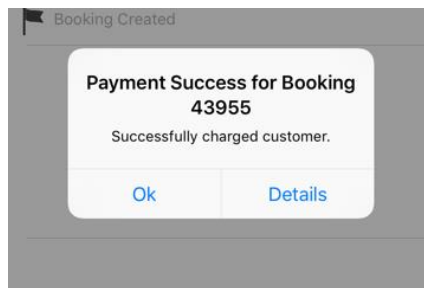 Booking Created
Payment Success for Booking
43955
Successfully charged customer.
Ok
Details